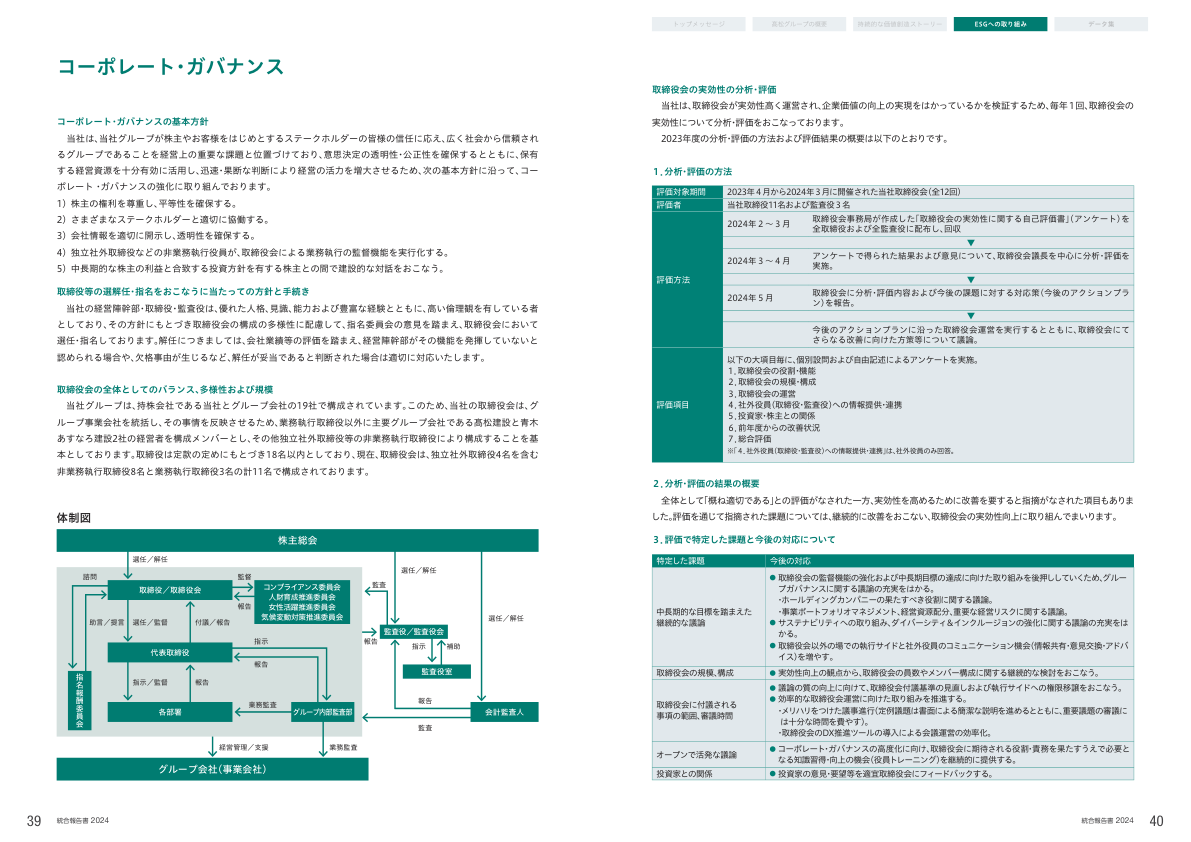 トップメッセージ
高松グループの概要
持続的な価値創造ストーリー
ESGへの取り組み
データ集
コーポレート・ガバナンス
コーポレート・ガバナンスの基本方針
当社は、当社グループが株主やお客様をはじめとするステークホルダーの皆様の信任に応え、広く社会から信頼され
るグループであることを経営上の重要な課題と位置づけており、意思決定の透明性・公正性を確保するとともに、保有
する経営資源を十分有効に活用し、迅速・果断な判断により経営の活力を増大させるため、次の基本方針に沿って、コー
ポレート・ガバナンスの強化に取り組んでおります。
1）株主の権利を尊重し、平等性を確保する。
2）さまざまなステークホルダーと適切に協働する。
3）会社情報を適切に開示し、透明性を確保する。
4）独立社外取締役などの非業務執行役員が、取締役会による業務執行の監督機能を実行化する。
5）中長期的な株主の利益と合致する投資方針を有する株主との間で建設的な対話をおこなう。
取締役等の選解任・指名をおこなうに当たっての方針と手続き
当社の経営陣幹部・取締役・監査役は、優れた人格、見識、能力および豊富な経験とともに、高い倫理観を有している者
としており、その方針にもとづき取締役会の構成の多様性に配慮して、指名委員会の意見を踏まえ、取締役会において
選任・指名しております。解任につきましては、会社業績等の評価を踏まえ、経営陣幹部がその機能を発揮していないと
認められる場合や、欠格事由が生じるなど、解任が妥当であると判断された場合は適切に対応いたします。
取締役会の全体としてのバランス、多様性および規模
当社グループは、持株会社である当社とグループ会社の19社で構成されています。このため、当社の取締役会は、グ
ループ事業会社を統括し、その事情を反映させるため、業務執行取締役以外に主要グループ会社である高松建設と青木
あすなろ建設2社の経営者を構成メンバーとし、その他独立社外取締役等の非業務執行取締役により構成することを基
本としております。取締役は定款の定めにもとづき18名以内としており、現在、取締役会は、独立社外取締役4名を含む
非業務執行取締役8名と業務執行取締役3名の計11名で構成されております。
体制図
株主総会
選任／解任
諮問
取締役／取締役会
監督
報告
コンプライアンス委員会
人財育成推進委員会
女性活躍推進委員会
気候変動対策推進委員会
監査
選任／解任
選任／解任
助言／提言
選任／監督
付議／報告
指示
報告
監査役／監査役会
報告
指示
補助
代表取締役
監査役室
指名報酬委員会
指示／監督
報告
各部署
業務監査
グループ内部監査部
報告
監査
会計監査人
経営管理／支援
業務監査
グループ会社（事業会社）
39
統合報告書 2024
取締役会の実効性の分析・評価
当社は、取締役会が実効性高く運営され、企業価値の向上の実現をはかっているかを検証するため、毎年1回、取締役会の
実効性について分析・評価をおこなっております。
2023年度の分析・評価の方法および評価結果の概要は以下のとおりです。
1．分析・評価の方法
評価対象期間
2023年4月から2024年3月に開催された当社取締役会（全12回）
評価者
当社取締役11名および監査役3名
評価方法
2024年2～3月
取締役会事務局が作成した「取締役会の実効性に関する自己評価書」（アンケート）を
全取締役および全監査役に配布し、回収
▼
2024年3～4月
アンケートで得られた結果および意見について、取締役会議長を中心に分析・評価を
実施。
▼
2024年5月
取締役会に分析・評価内容および今後の課題に対する対応策（今後のアクションプラ
ン）を報告。
▼
今後のアクションプランに沿った取締役会運営を実行するとともに、取締役会にて
さらなる改善に向けた方策等について議論。
評価項目
以下の大項目毎に、個別設問および自由記述によるアンケートを実施。
1．取締役会の役割・機能
2．取締役会の規模・構成
3．取締役会の運営
4．社外役員（取締役・監査役）への情報提供・連携
5．投資家・株主との関係
6．前年度からの改善状況
7．総合評価
※「4．社外役員（取締役・監査役）への情報提供・連携」は、社外役員のみ回答。
2．分析・評価の結果の概要
全体として「概ね適切である」との評価がなされた一方、実効性を高めるために改善を要すると指摘がなされた項目もありま
した。評価を通じて指摘された課題については、継続的に改善をおこない、取締役会の実効性向上に取り組んでまいります。
3．評価で特定した課題と今後の対応について
特定した課題
今後の対応
中長期的な目標を踏まえた
継続的な議論
● 取締役会の監督機能の強化および中長期目標の達成に向けた取り組みを後押ししていくため、グルー
プガバナンスに関する議論の充実をはかる。
・ホールディングカンパニーの果たすべき役割に関する議論。
・事業ポートフォリオマネジメント、経営資源配分、重要な経営リスクに関する議論。
● サステナビリティへの取り組み、ダイバーシティ＆インクルージョンの強化に関する議論の充実をは
かる。
● 取締役会以外の場での執行サイドと社外役員のコミュニケーション機会（情報共有・意見交換・アドバ
イス）を増やす。
取締役会の規模、構成
● 実効性向上の観点から、取締役会の員数やメンバー構成に関する継続的な検討をおこなう。
取締役会に付議される
事項の範囲、審議時間
● 議論の質の向上に向けて、取締役会付議基準の見直しおよび執行サイドへの権限移譲をおこなう。
● 効率的な取締役会運営に向けた取り組みを推進する。
・メリハリをつけた議事進行（定例議題は書面による簡潔な説明を進めるとともに、重要議題の審議に
は十分な時間を費やす）。
・取締役会のDX推進ツールの導入による会議運営の効率化。
オープンで活発な議論
● コーポレート・ガバナンスの高度化に向け、取締役会に期待される役割・責務を果たすうえで必要と
なる知識習得・向上の機会（役員トレーニング）を継続的に提供する。
投資家との関係
● 投資家の意見・要望等を適宜取締役会にフィードバックする。
統合報告書 2024
40